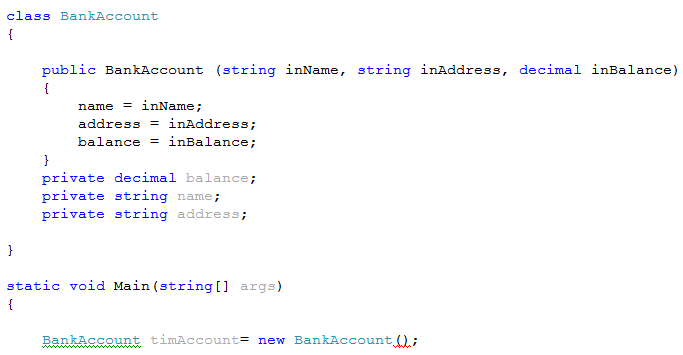 class BankAccount
{
public BankAccount (string inName, string inAddress, decimal inBalance)
{
name = inName;
address = inAddress;
balance = inBalance;
}
private decimal balance;
private string name;
private string address;
}
static void Main(string[] args)
{
BankAccount timAccount= new BankAccount();